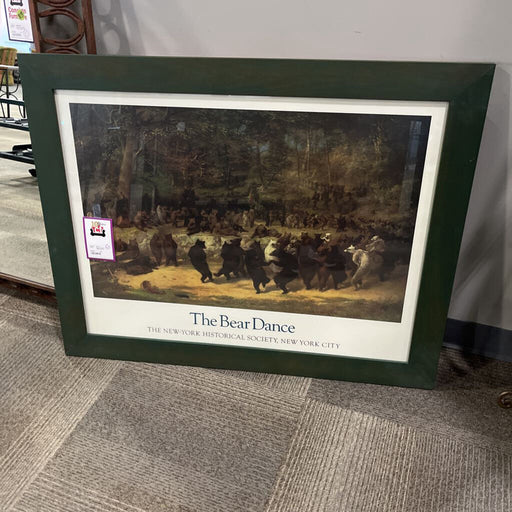 The Bear Dance
THE NEW-YORK HISTORICAL SOCIETY, NEW YORK CITY